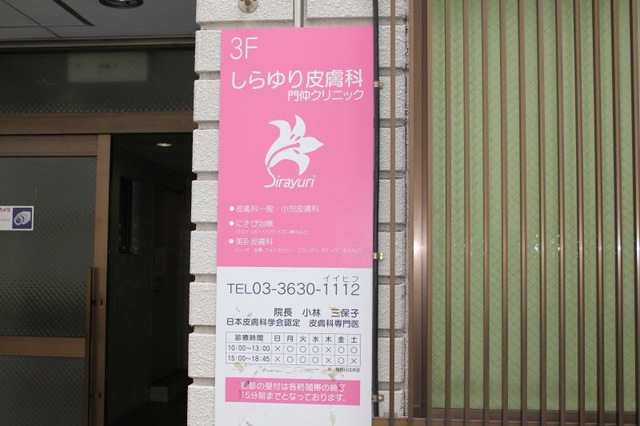 3F
しらゆり皮膚科
門仲クリニック
Sirayuri
●皮膚科一般・小児皮膚科
●にきび治療
●美容皮膚科
イイヒフ
TEL03-3630-1112
院長 小林 三保子
日本皮膚科学会認定 皮膚科専門医
診療時間 日 月 火 水 木 金 土
10:00~13:00 × ○ ○ ○ × ○ ○
15:00~18:45 × ○ ○ ○ × ○ ×
初診の受付は各時間帯の終了
15分前までとなっております。